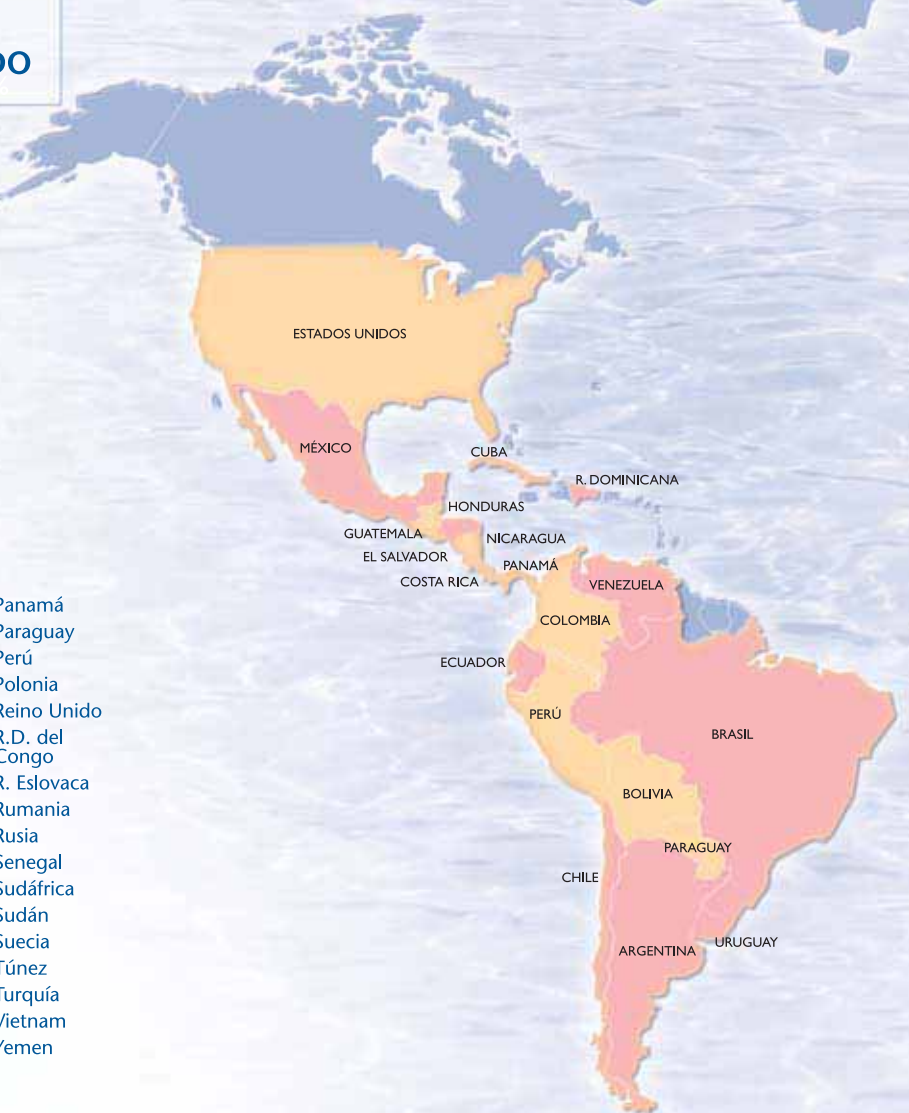 DO
ESTADOS UNIDOS
MÉXICO
CUBA
R. DOMINICANA
HONDURAS
GUATEMALA
NICARAGUA
EL SALVADOR
PANAMÁ
COSTA RICA
VENEZUELA
COLOMBIA
ECUADOR
PERÚ
BRASIL
BOLIVIA
PARAGUAY
CHILE
URUGUAY
ARGENTINA
Panamá
Paraguay
Perú
Polonia
Reino Unido
R.D. del
Congo
R. Eslovaca
Rumania
Rusia
Senegal
Sudáfrica
Sudán
Suecia
Túnez
Turquía
Vietnam
Yemen